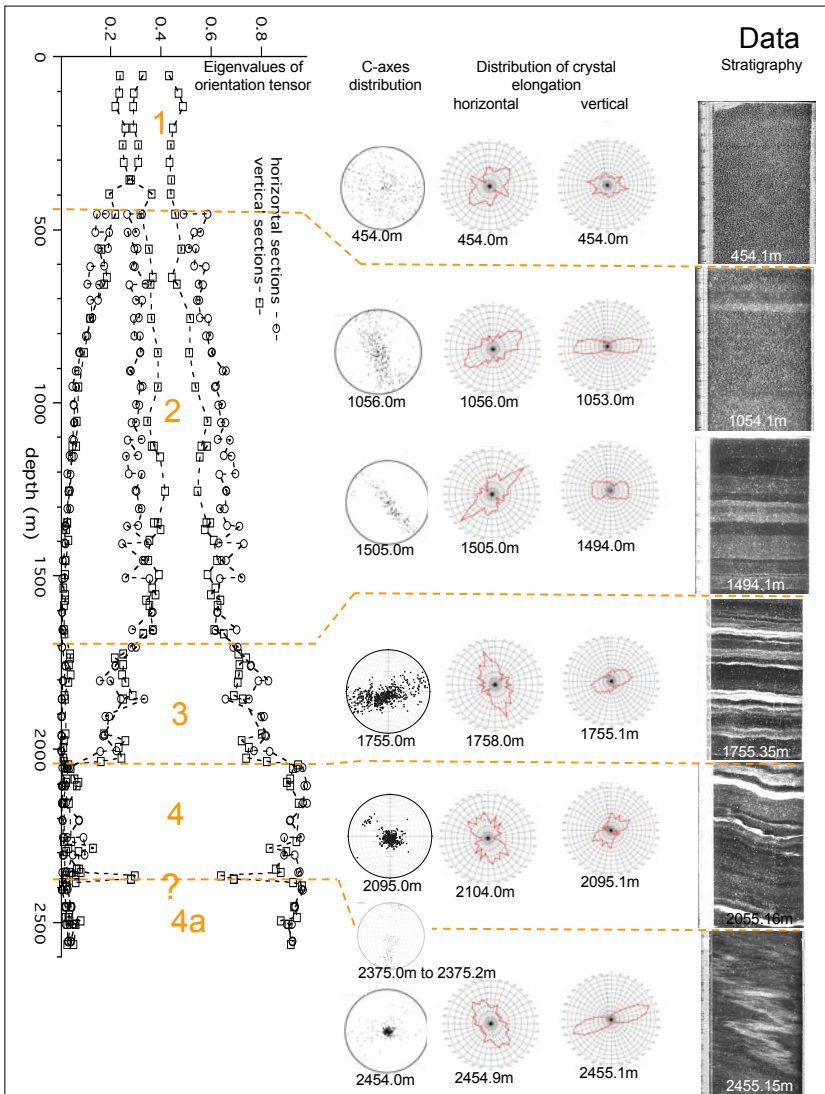 Data
Stratigraphy
0.2
0.4
0.6
0.8
Eigenvalues of
orientation tensor
C-axes
distribution
Distribution of crystal
elongation
horizontal
vertical
0
500
1000
1500
2000
2500
depth (m)
horizontal sections
vertical sections
1
2
3
4
?
4a
454.0m
454.0m
454.0m
454.1m
1056.0m
1056.0m
1053.0m
1054.1m
1505.0m
1505.0m
1494.0m
1494.1m
1755.0m
1758.0m
1755.1m
1755.35m
2095.0m
2104.0m
2095.1m
2055.16m
2375.0m to 2375.2m
2454.0m
2454.9m
2455.1m
2455.15m